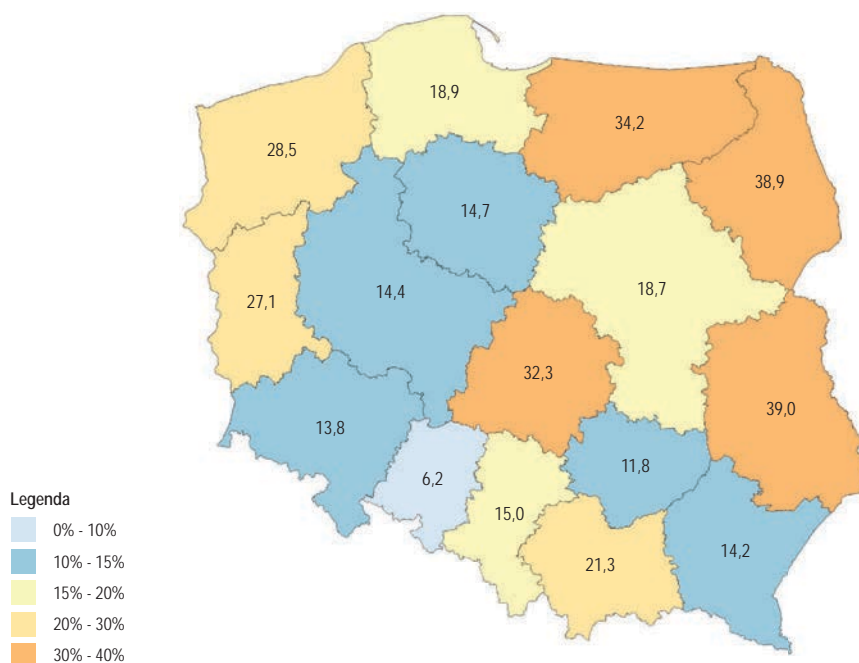 18,9
34,2
28,5
38,9
14,7
27,1
14,4
18,7
32,3
39,0
13,8
11,8
6,2
15,0
14,2
21,3
Legenda
0% - 10%
10% - 15%
15% - 20%
20% - 30%
30% - 40%